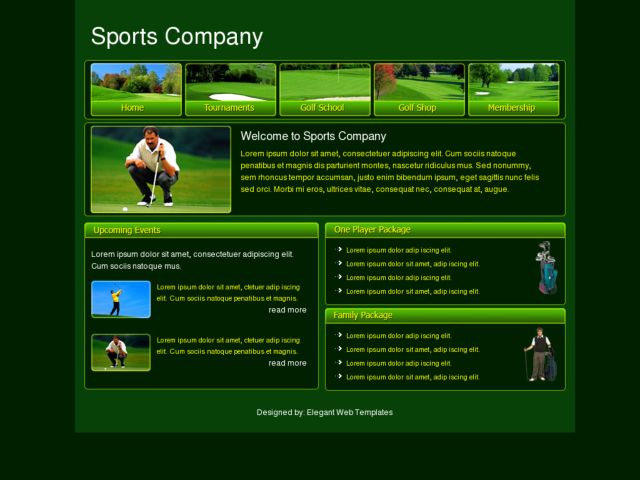 Sports Company
Home Tournaments Golf School Golf Shop Membership
Welcome to Sports Company
Lorem ipsum dolor sit amet, consectetuer adipiscing elit. Cum sociis natoque
penatibus et magnis dis parturient montes, nascetur ridiculus mus. Sed nonummy,
sem rhoncus tempor accumsan, justo enim bibendum ipsum, eget sagittis nunc felis
sed orci. Morbi mi eros, ultrices vitae, consequat nec, consequat at, augue.
Upcoming Events
Lorem ipsum dolor sit amet, consectetuer adipiscing elit.
Cum sociis natoque mus.
Lorem ipsum dolor sit amet, ctetuer adip iscing
elit. Cum sociis natoque penatibus et magnis.
read more
Lorem ipsum dolor sit amet, ctetuer adip iscing
elit. Cum sociis natoque penatibus et magnis.
read more
One Player Package
Lorem ipsum dolor adip iscing elit.
Lorem ipsum dolor sit amet, adip iscing elit.
Lorem ipsum dolor adip iscing elit.
Lorem ipsum dolor sit amet, adip iscing elit.
Family Package
Lorem ipsum dolor adip iscing elit.
Lorem ipsum dolor sit amet, adip iscing elit.
Lorem ipsum dolor adip iscing elit.
Lorem ipsum dolor sit amet, adip iscing elit.
Designed by: Elegant Web Templates